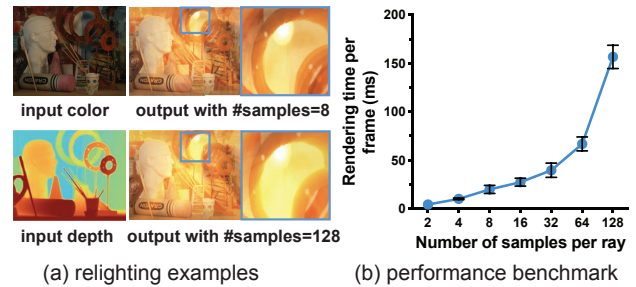 input color
output with #samples=8
input depth
output with #samples=128
(a) relighting examples
Rendering time per
frame (ms)
200
150
100
50
0
2 4 8 16 32 64 128
Number of samples per ray
(b) performance benchmark